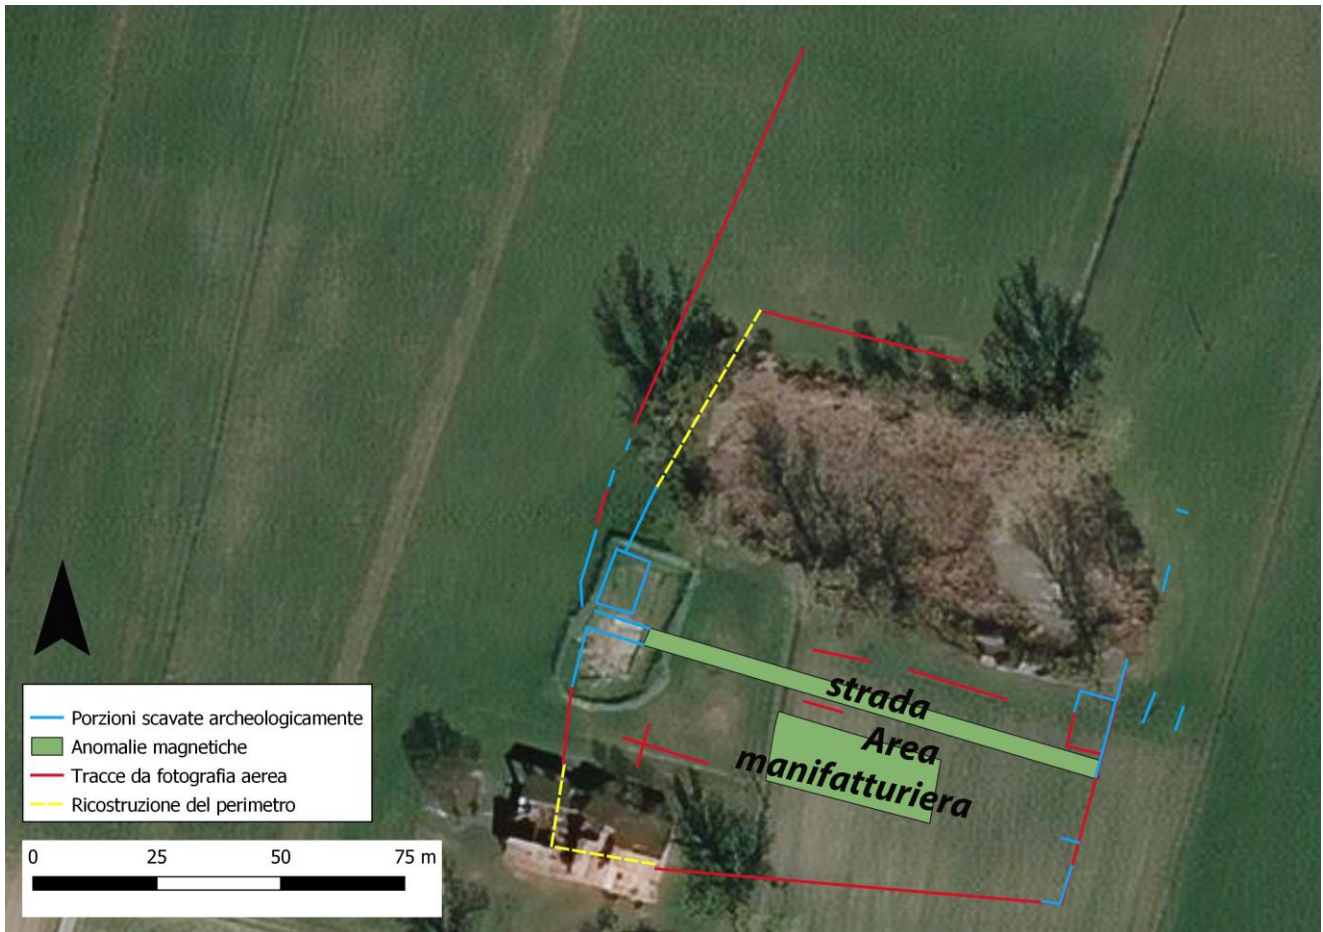 strada
Area
manifatturiera
Porzioni scavate archeologicamente
Anomalie magnetiche
Tracce da fotografia aerea
Ricostruzione del perimetro
0 25 50 75 m